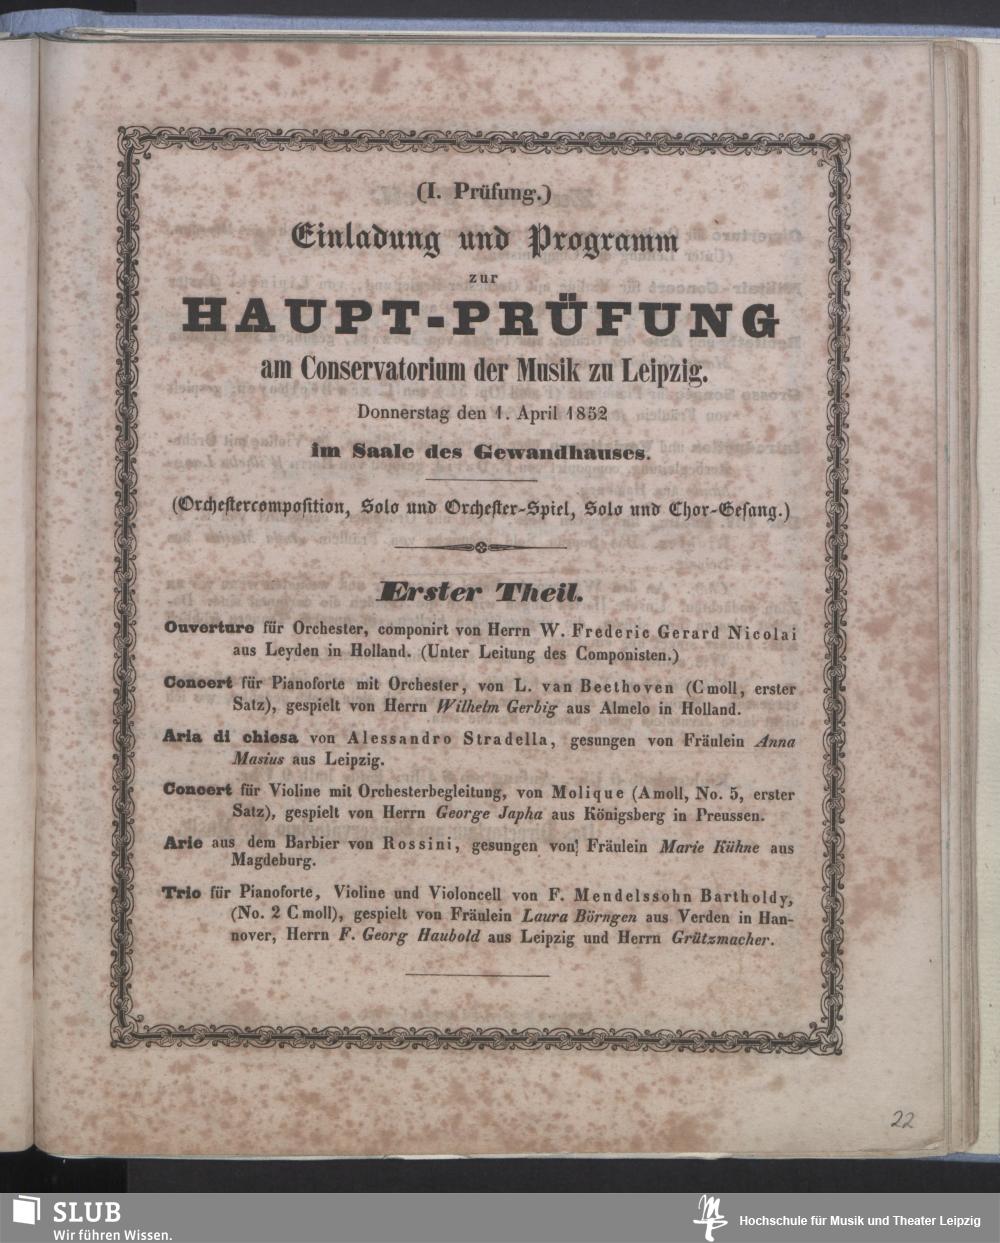 (I. Prüfung.)
Einladung und Programm
zur
HAUPT-PRÜFUNG
am Conservatorium der Musik zu Leipzig.
Donnerstag den 1. April 1852
im Saale des Gewandhauses.
(Orchestercomposition, Solo und Orchester-Spiel, Solo und Chor-Gesang.)
Erster Theil.
Ouverture für Orchester, componirt von Herrn W. Frederic Gerard Nicolai
aus Leyden in Holland. (Unter Leitung des Componisten.)
Concert für Pianoforte mit Orchester, von L. van Beethoven (Cmoll, erster
Satz), gespielt von Herrn Wilhelm Gerbig aus Almelo in Holland.
Aria di chiesa von Alessandro Stradella, gesungen von Fräulein Anna
Masius aus Leipzig.
Concert für Violine mit Orchesterbegleitung, von Molique (Amoll, No. 5, erster
Satz), gespielt von Herrn George Japha aus Königsberg in Preussen.
Arie aus dem Barbier von Rossini, gesungen von Fräulein Marie Kühne aus
Magdeburg.
Trio für Pianoforte, Violine und Violoncell von F. Mendelssohn Bartholdy,
(No. 2 Cmoll), gespielt von Fräulein Laura Börngen aus Verden in Han-
nover, Herrn F. Georg Haubold aus Leipzig und Herrn Grützmacher.
22
SLUB
Wir führen Wissen.
Hochschule für Musik und Theater Leipzig